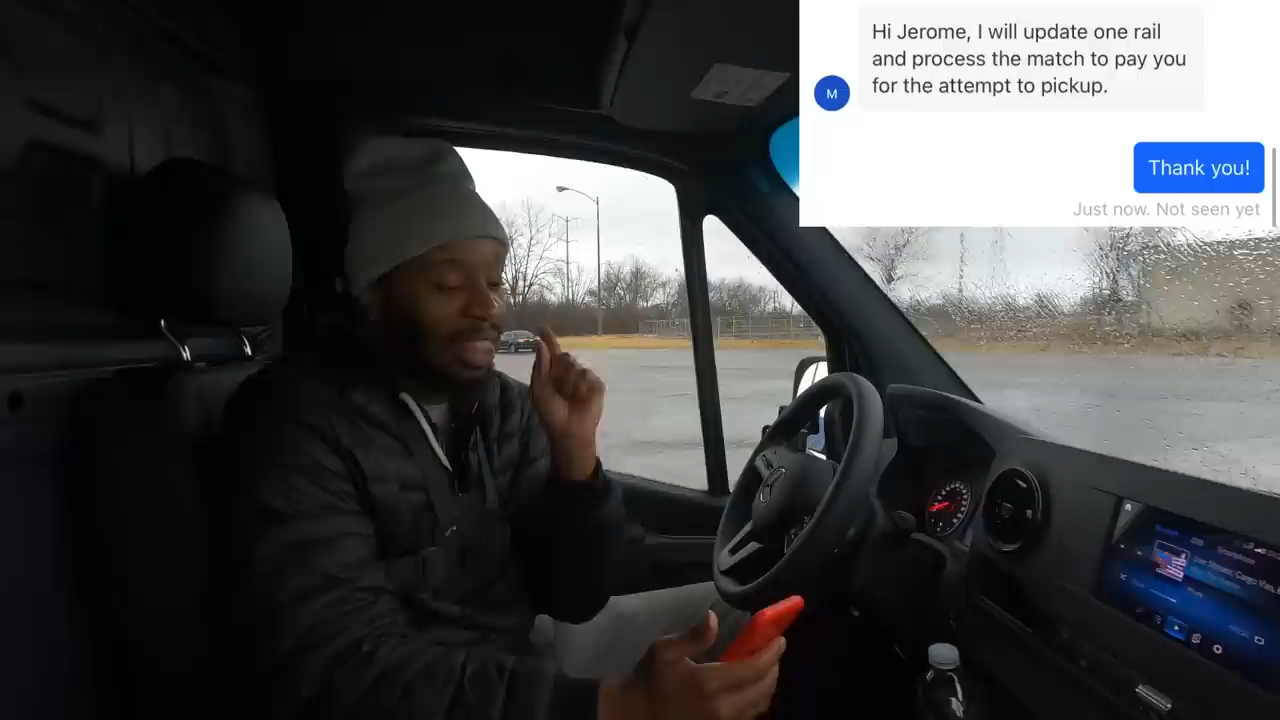 Hi Jerome, I will update one rail
and process the match to pay you
for the attempt to pickup.
M
Thank you!
Just now. Not seen yet